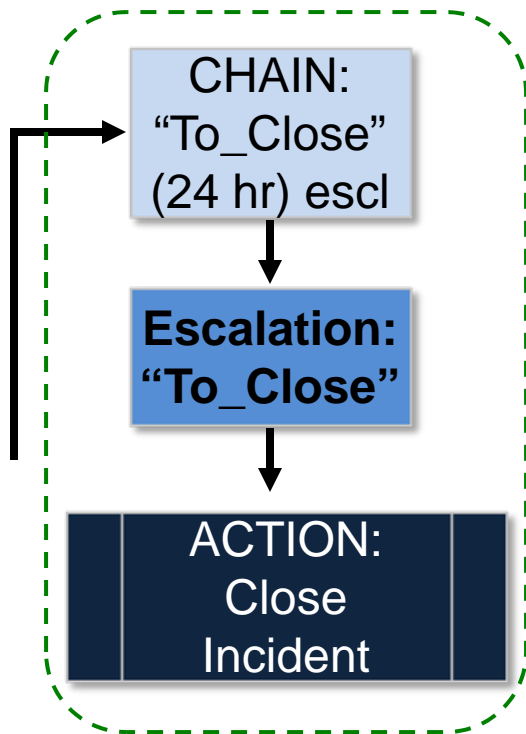 CHAIN:
“To_Close”
(24 hr) escl
Escalation:
“To_Close”
ACTION:
Close
Incident